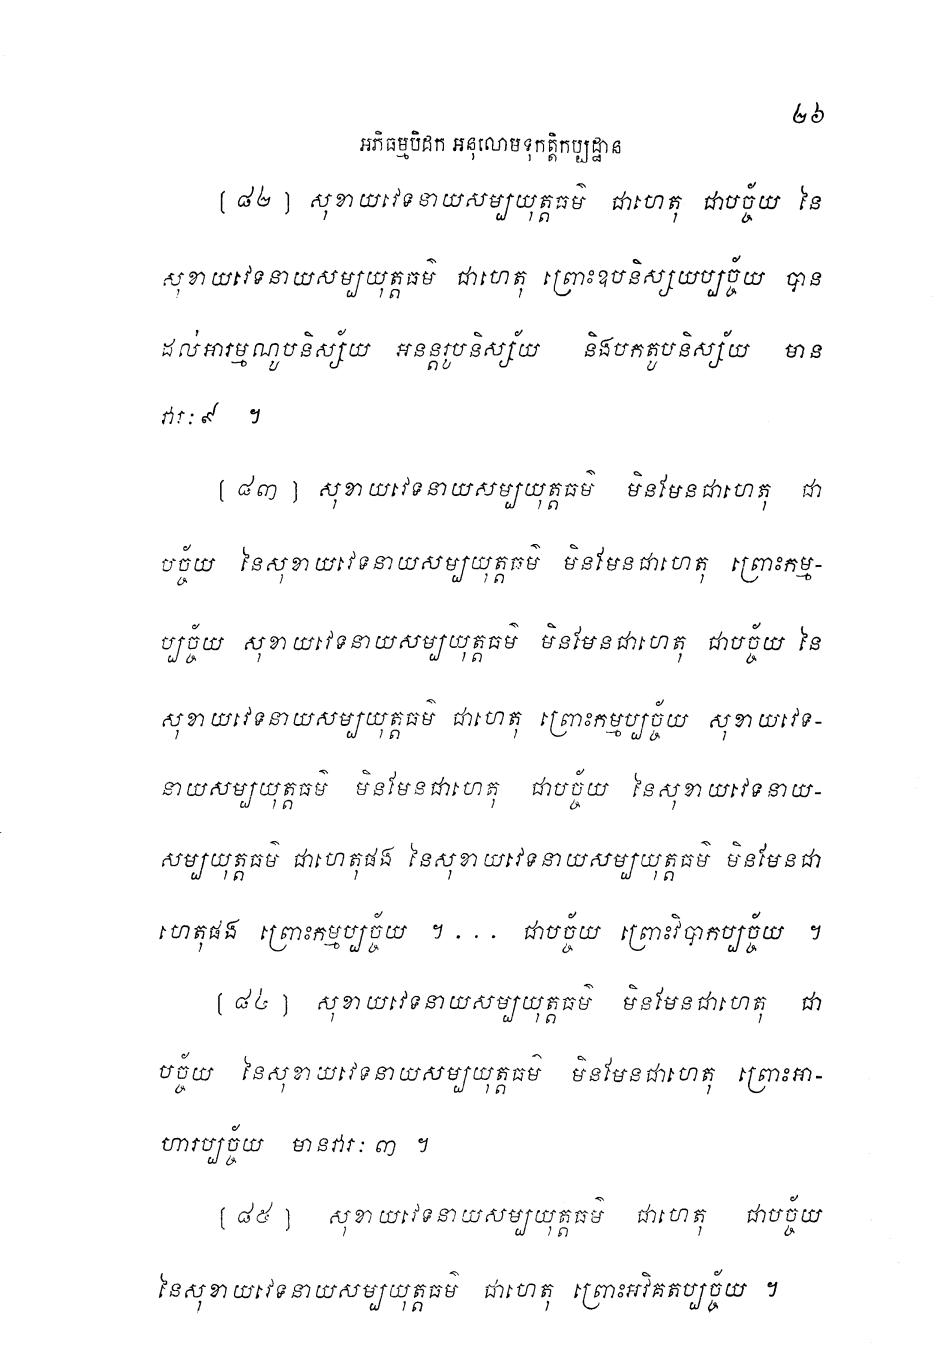 ២៦
អភិធម្មបិដក អនុលោមទុកត្តិកប្បដ្ឋាន
[ ៨២ ] សុខាយវេទនាយសម្បយុត្តធម៌ ជាហេតុ ជាបច្ច័យ នៃ
សុខាយវេទនាយសម្បយុត្តធម៌ ជាហេតុ ព្រោះឧបនិស្សយប្បច្ច័យ បាន
ដល់អារម្មណូបនិស្ស័យ អនន្តរូបនិស្ស័យ និងបកតូបនិស្ស័យ មាន
វារៈ ៩ ។
[ ៨៣ ] សុខាយវេទនាយសម្បយុត្តធម៌ មិនមែនជាហេតុ ជា
បច្ច័យ នៃសុខាយវេទនាយសម្បយុត្តធម៌ មិនមែនជាហេតុ ព្រោះកម្ម-
ប្បច្ច័យ សុខាយវេទនាយសម្បយុត្តធម៌ មិនមែនជាហេតុ ជាបច្ច័យ នៃ
សុខាយវេទនាយសម្បយុត្តធម៌ ជាហេតុ ព្រោះកម្មប្បច្ច័យ សុខាយវេទ-
នាយសម្បយុត្តធម៌ មិនមែនជាហេតុ ជាបច្ច័យ នៃសុខាយវេទនាយ-
សម្បយុត្តធម៌ ជាហេតុផង នៃសុខាយវេទនាយសម្បយុត្តធម៌ មិនមែនជា
ហេតុផង ព្រោះកម្មប្បច្ច័យ ។ . . . ជាបច្ច័យ ព្រោះវិបាកប្បច្ច័យ ។
[ ៨៤ ] សុខាយវេទនាយសម្បយុត្តធម៌ មិនមែនជាហេតុ ជា
បច្ច័យ នៃសុខាយវេទនាយសម្បយុត្តធម៌ មិនមែនជាហេតុ ព្រោះអា-
ហារប្បច្ច័យ មានវារៈ ៣ ។
[ ៨៥ ] សុខាយវេទនាយសម្បយុត្តធម៌ ជាហេតុ ជាបច្ច័យ
នៃសុខាយវេទនាយសម្បយុត្តធម៌ ជាហេតុ ព្រោះអវិគតប្បច្ច័យ ។